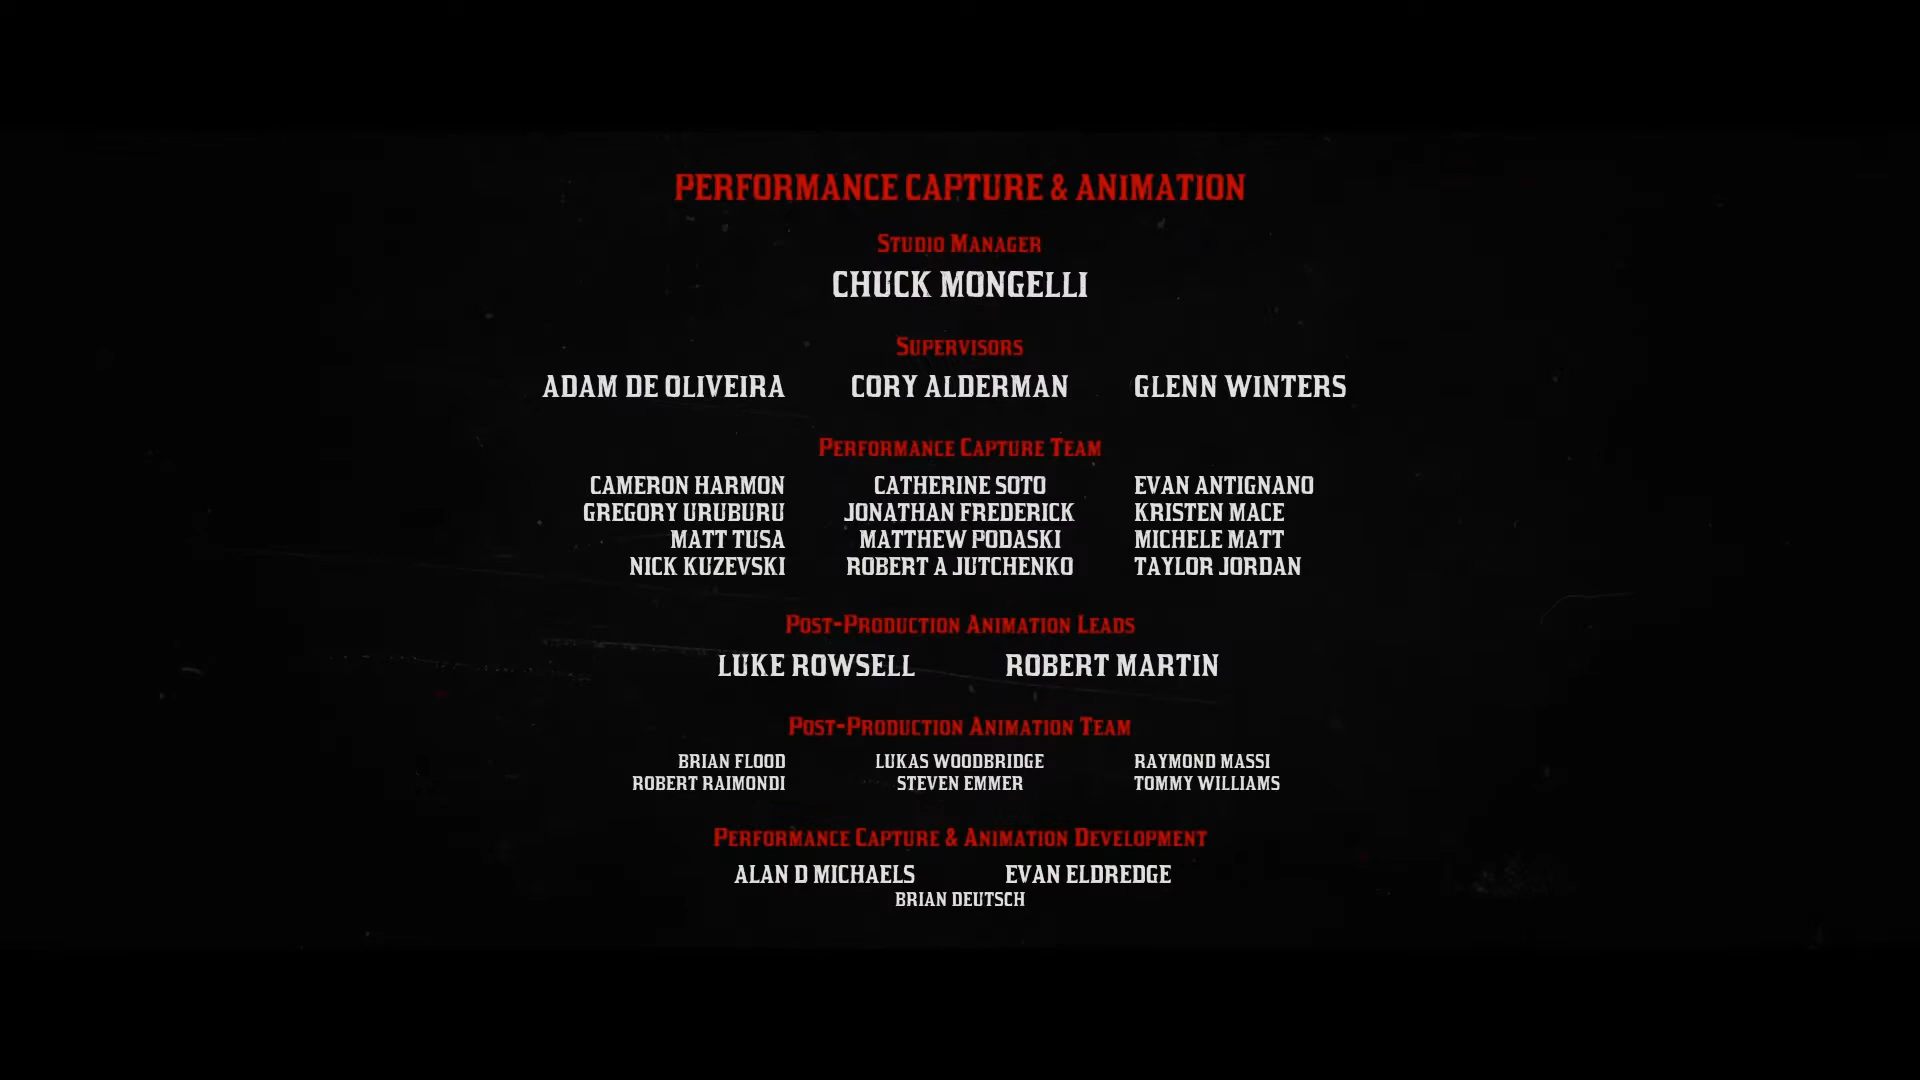 PERFORMANCE CAPTURE & ANIMATION
STUDIO MANAGER
CHUCK MONGELLI
SUPERVISORS
ADAM DE OLIVEIRA CORY ALDERMAN GLENN WINTERS
PERFORMANCE CAPTURE TEAM
CAMERON HARMON CATHERINE SOTO EVAN ANTIGNANO
GREGORY URUBURU JONATHAN FREDERICK KRISTEN MACE
MATT TUSA MATTHEW PODASKI MICHELE MATT
NICK KUZEVSKI ROBERT A JUTCHENKO TAYLOR JORDAN
POST-PRODUCTION ANIMATION LEADS
LUKE ROWSELL ROBERT MARTIN
POST-PRODUCTION ANIMATION TEAM
BRIAN FLOOD LUKAS WOODBRIDGE RAYMOND MASSI
ROBERT RAIMONDI STEVEN EMMER TOMMY WILLIAMS
PERFORMANCE CAPTURE & ANIMATION DEVELOPMENT
ALAN D MICHAELS EVAN ELDREDGE
BRIAN DEUTSCH